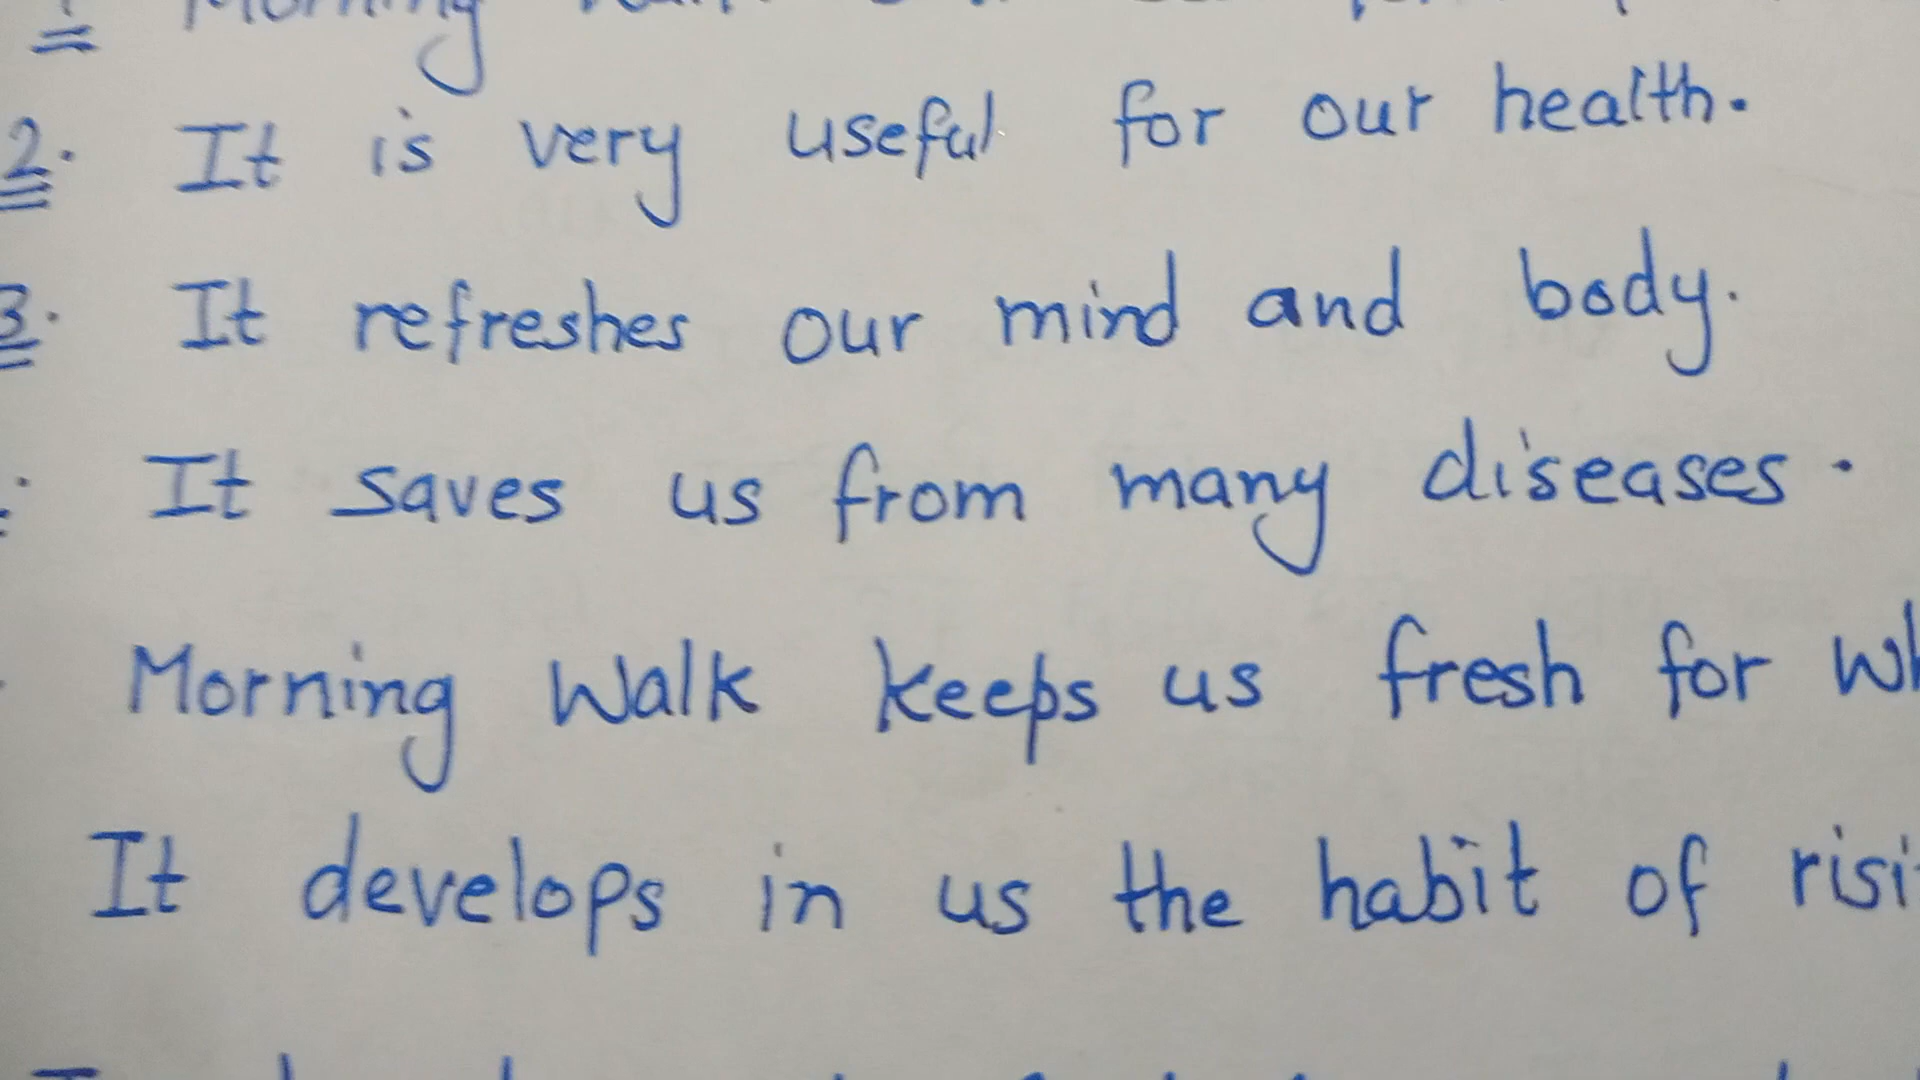 Morning
2. It is very useful for our health.
3. It refreshes our mind and body.
It saves us from many diseases.
Morning Walk keeps us fresh for
It develops in us the habit of